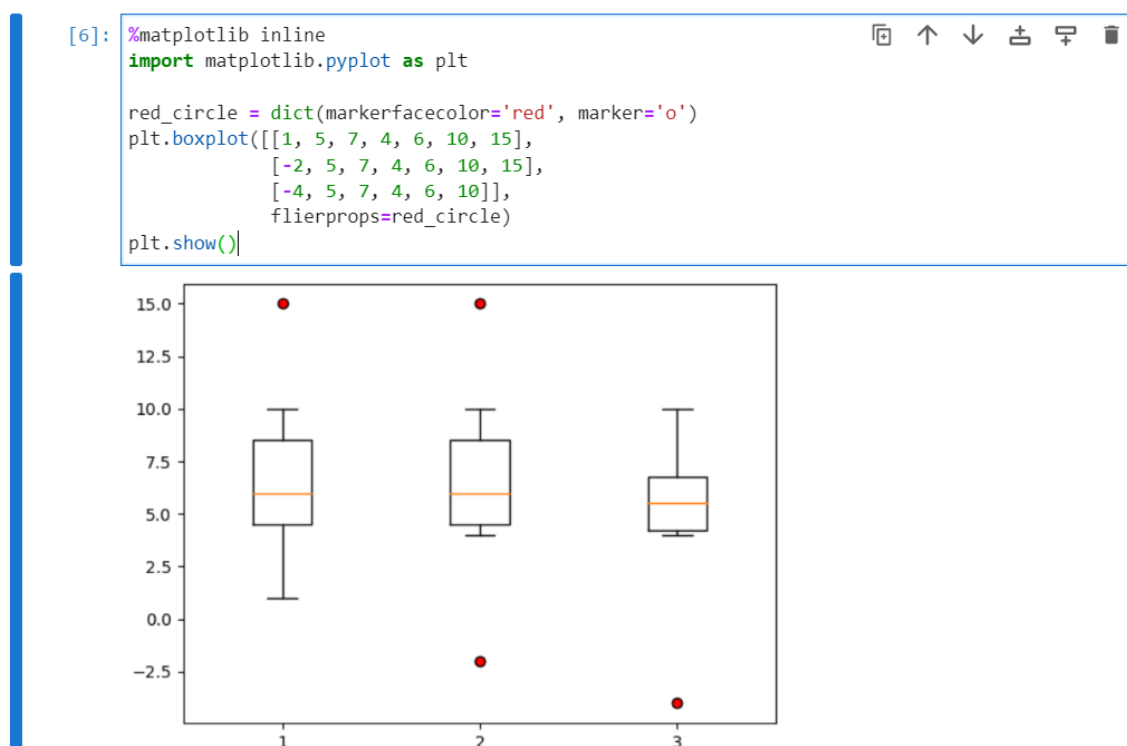 [6]: %matplotlib inline
import matplotlib.pyplot as plt
red_circle = dict(markerfacecolor='red', marker='o')
plt.boxplot([[1, 5, 7, 4, 6, 10, 15],
[-2, 5, 7, 4, 6, 10, 15],
[-4, 5, 7, 4, 6, 10]],
flierprops=red_circle)
plt.show()
15.0
12.5
10.0
7.5
5.0
2.5
0.0
−2.5
1 2 3